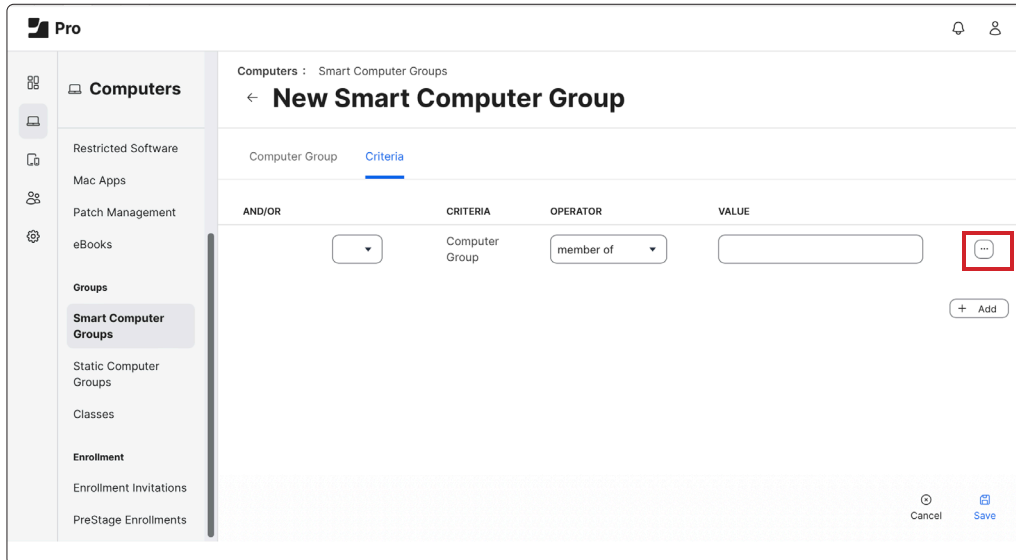 Pro
Computers
Restricted Software
Mac Apps
Patch Management
eBooks
Groups
Smart Computer
Groups
Static Computer
Groups
Classes
Enrollment
Enrollment Invitations
PreStage Enrollments
Computers : Smart Computer Groups
← New Smart Computer Group
Computer Group Criteria
AND/OR CRITERIA OPERATOR VALUE
Computer
Group
member of
...
+ Add
Cancel Save